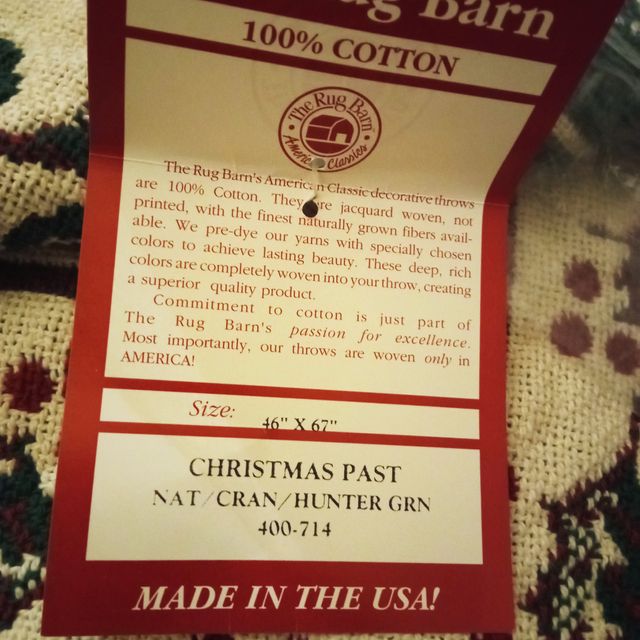 Rug Barn
100% COTTON
The Rug Barn
American Classics
The Rug Barn's American Classic decorative throws
are 100% Cotton. They are jacquard woven, not
printed, with the finest naturally grown fibers avail-
able. We pre-dye our yarns with specially chosen
colors to achieve lasting beauty. These deep, rich
colors are completely woven into your throw, creating
a superior quality product.
Commitment to cotton is just part of
The Rug Barn's passion for excellence.
Most importantly, our throws are woven only in
AMERICA!
Size: 46" X 67"
CHRISTMAS PAST
NAT/CRAN/HUNTER GRN
400-714
MADE IN THE USA!